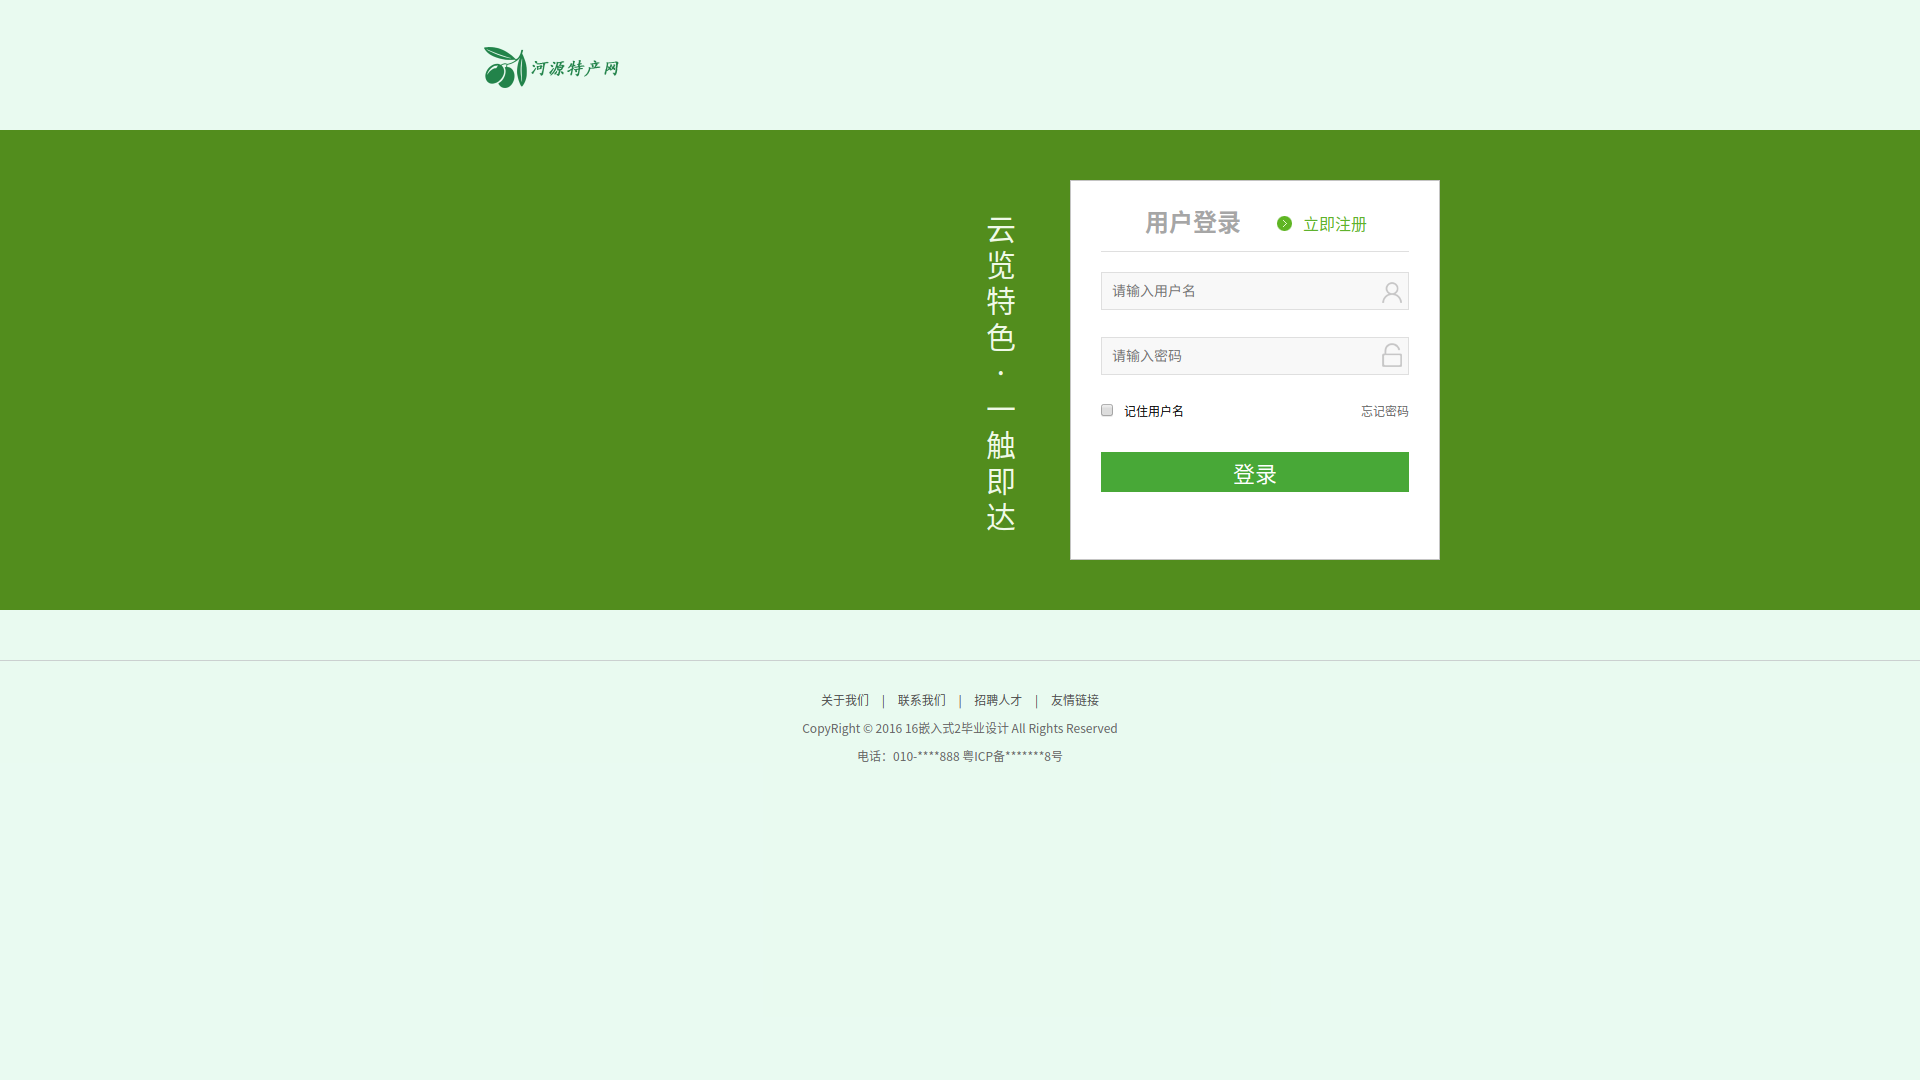 河源特产网
云览特色·一触即达
用户登录 立即注册
请输入用户名
请输入密码
记住用户名 忘记密码
登录
关于我们 | 联系我们 | 招聘人才 | 友情链接
CopyRight © 2016 16嵌入式2毕业设计 All Rights Reserved
电话：010-****888 粤ICP备*******8号